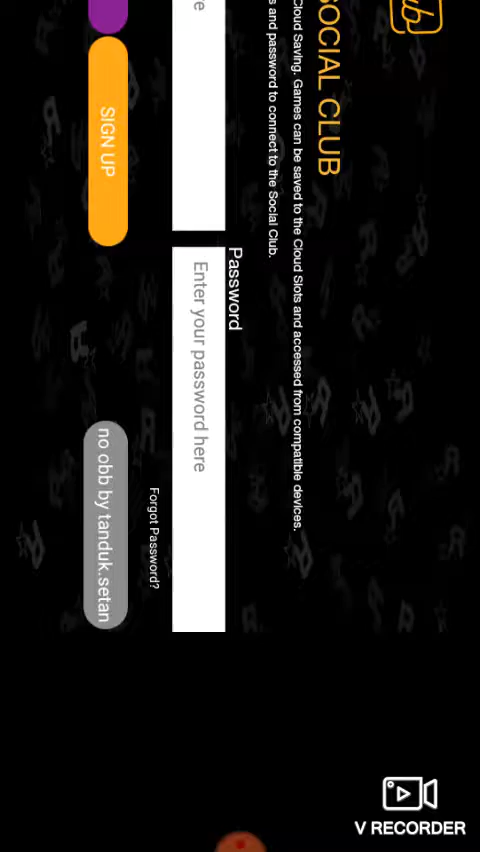 ub
SOCIAL CLUB
Cloud Saving. Games can be saved to the Cloud Slots and accessed from compatible devices.
s and password to connect to the Social Club.
Password
re
Enter your password here
Forgot Password?
SIGN UP
no obb by tanduk.setan
V RECORDER